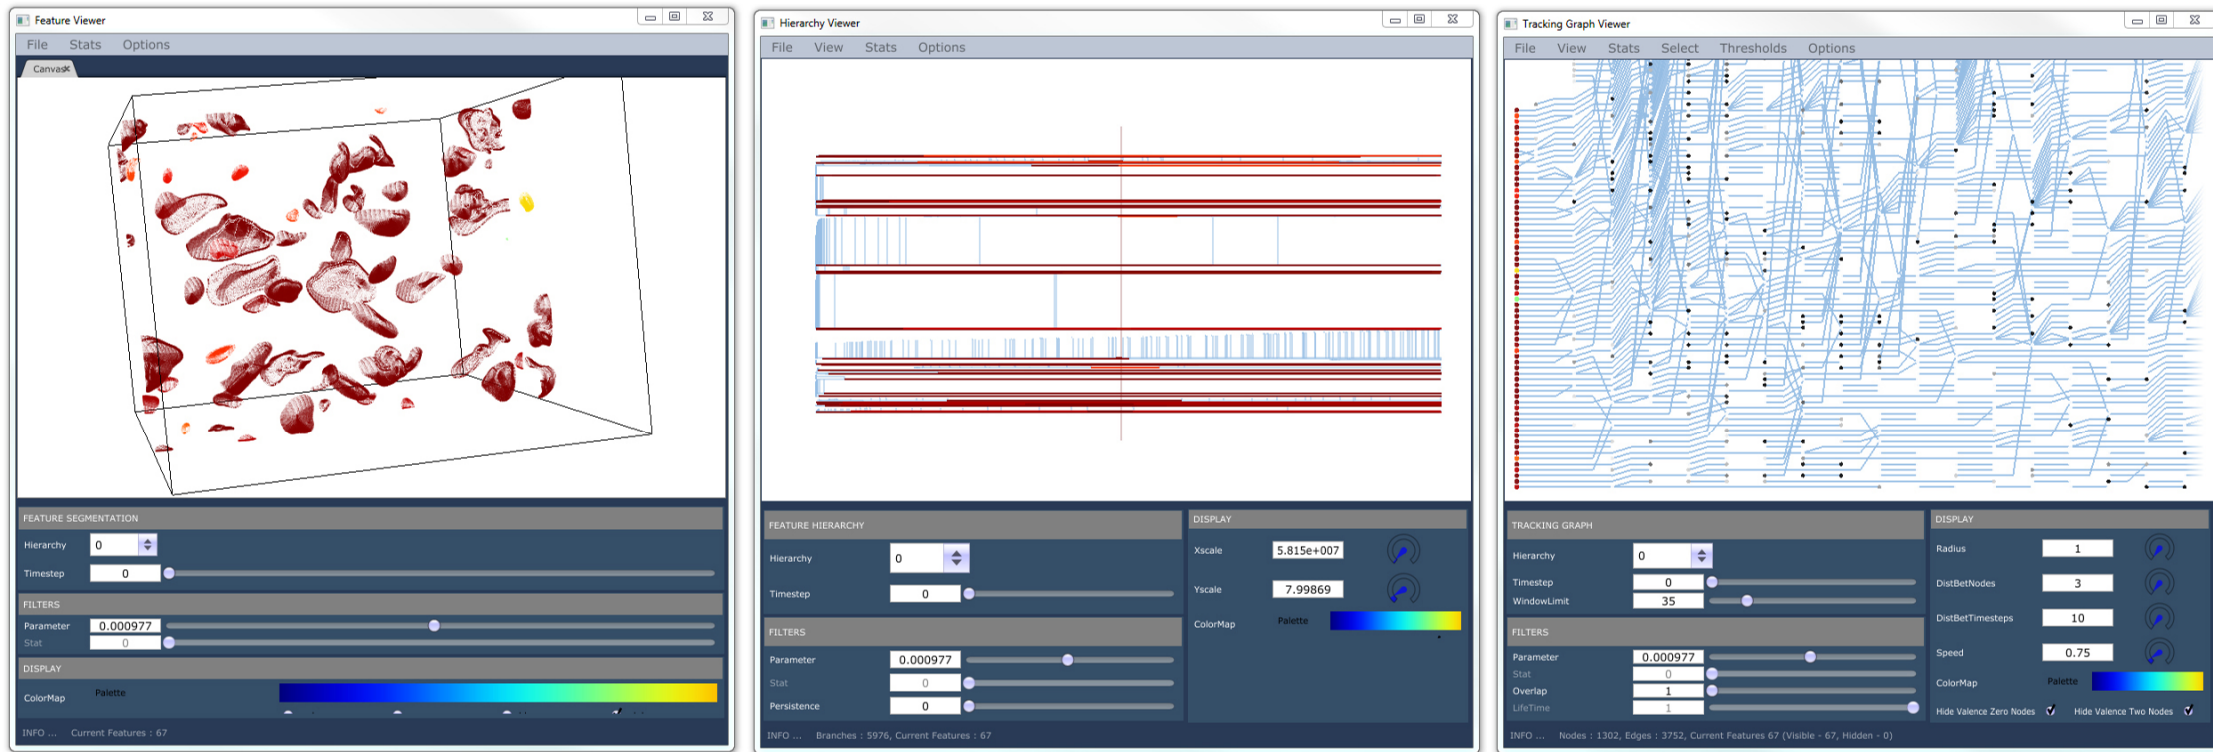 Feature Viewer
File Stats Options
Canvas
FEATURE SEGMENTATION
Hierarchy 0
Timestep 0
FILTERS
Parameter 0.000977
Stat 0
DISPLAY
ColorMap Palette
INFO ... Current Features : 67
Hierarchy Viewer
File View Stats Options
FEATURE HIERARCHY
Hierarchy 0
Timestep 0
FILTERS
Parameter 0.000977
Stat 0
Persistence 0
DISPLAY
Xscale 5.815e+007
Yscale 7.99869
ColorMap Palette
INFO ... Branches : 5976, Current Features : 67
Tracking Graph Viewer
File View Stats Select Thresholds Options
TRACKING GRAPH
Hierarchy 0
Timestep 0
WindowLimit 35
FILTERS
Parameter 0.000977
Stat 0
Overlap 1
LifeTime 1
DISPLAY
Radius 1
DistBetNodes 3
DistBetTimesteps 10
Speed 0.75
ColorMap Palette
Hide Valence Zero Nodes Hide Valence Two Nodes
INFO ... Nodes : 1302, Edges : 3752, Current Features 67 (Visible - 67, Hidden - 0)